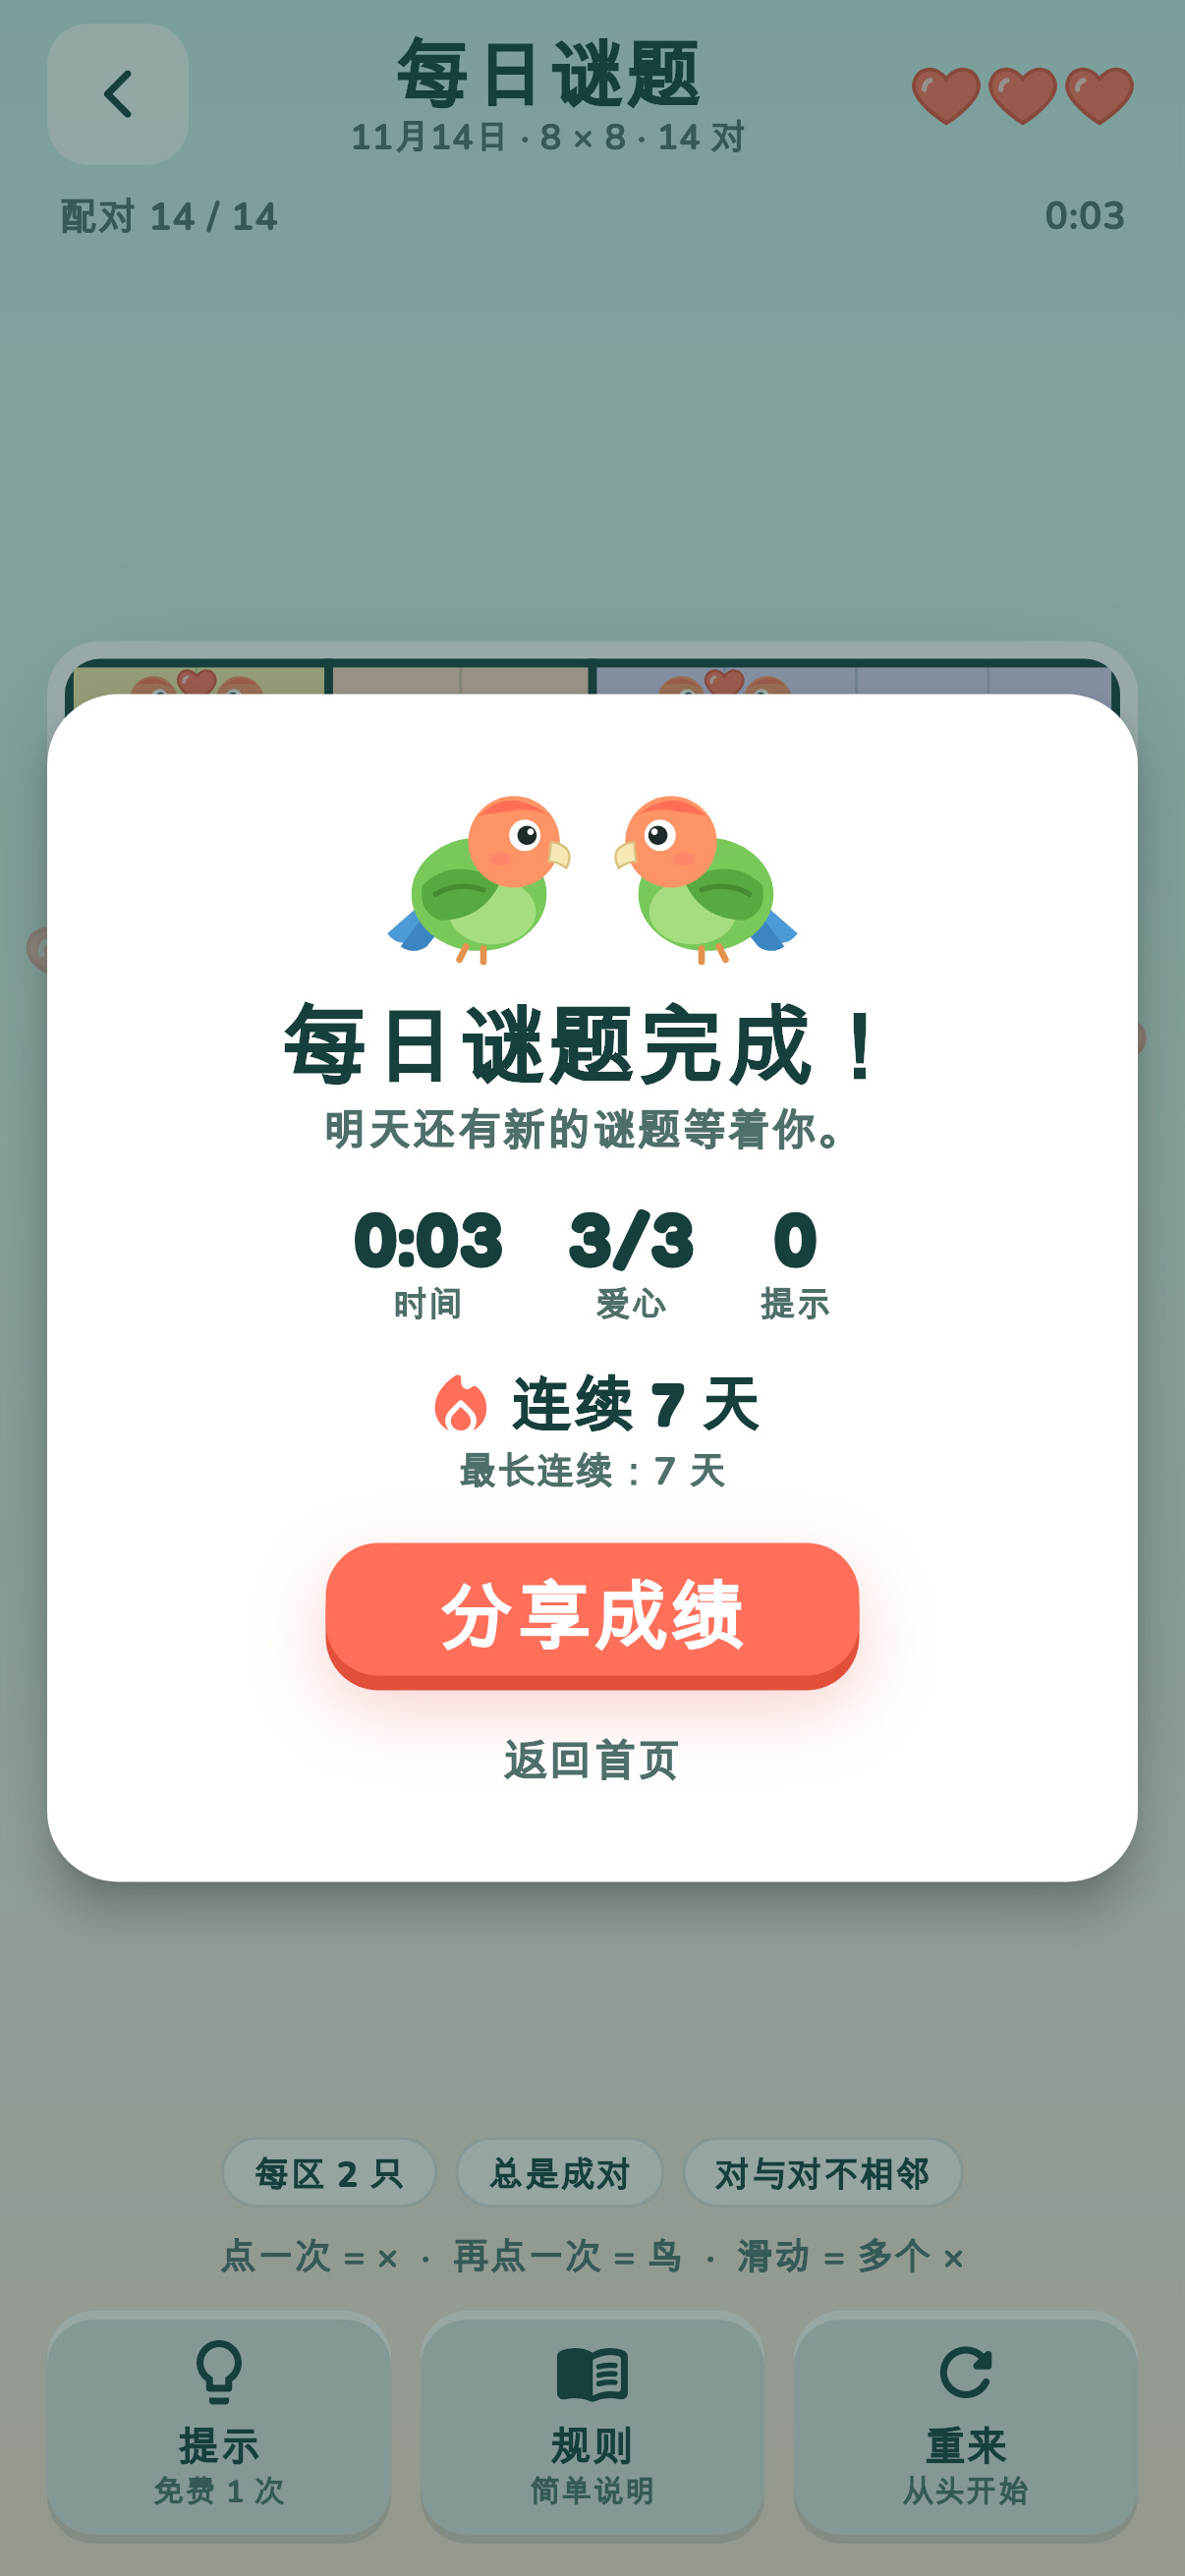 每日谜题
11月14日 · 8 × 8 · 14 对
配对 14 / 14
0:03
每日谜题完成！
明天还有新的谜题等着你。
0:03 3/3 0
时间 爱心 提示
连续 7 天
最长连续：7 天
分享成绩
返回首页
每区 2 只 总是成对 对与对不相邻
点一次 = × · 再点一次 = 鸟 · 滑动 = 多个 ×
提示 规则 重来
免费 1 次 简单说明 从头开始